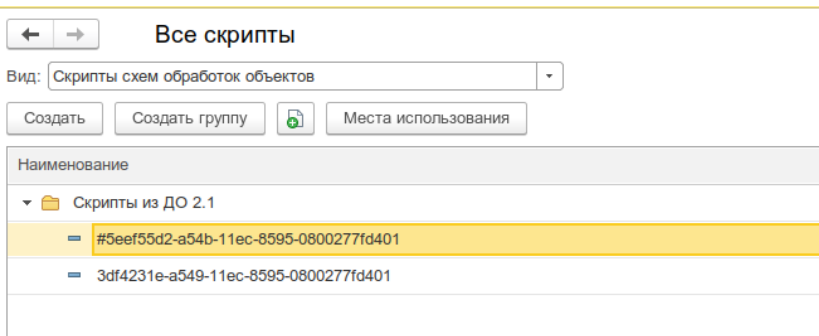 Все скрипты
Вид: Скрипты схем обработок объектов
Создать Создать группу Места использования
Наименование
Скрипты из ДО 2.1
#5eef55d2-a54b-11ec-8595-0800277fd401
3df4231e-a549-11ec-8595-0800277fd401